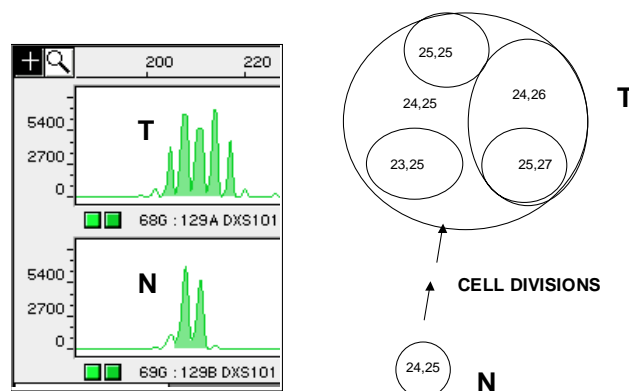 200 220
5400
2700
0
T
68G : 129A DXS101
5400
2700
0
N
69G : 129B DXS101
25,25
24,25
24,26
T
23,25
25,27
CELL DIVISIONS
24,25
N